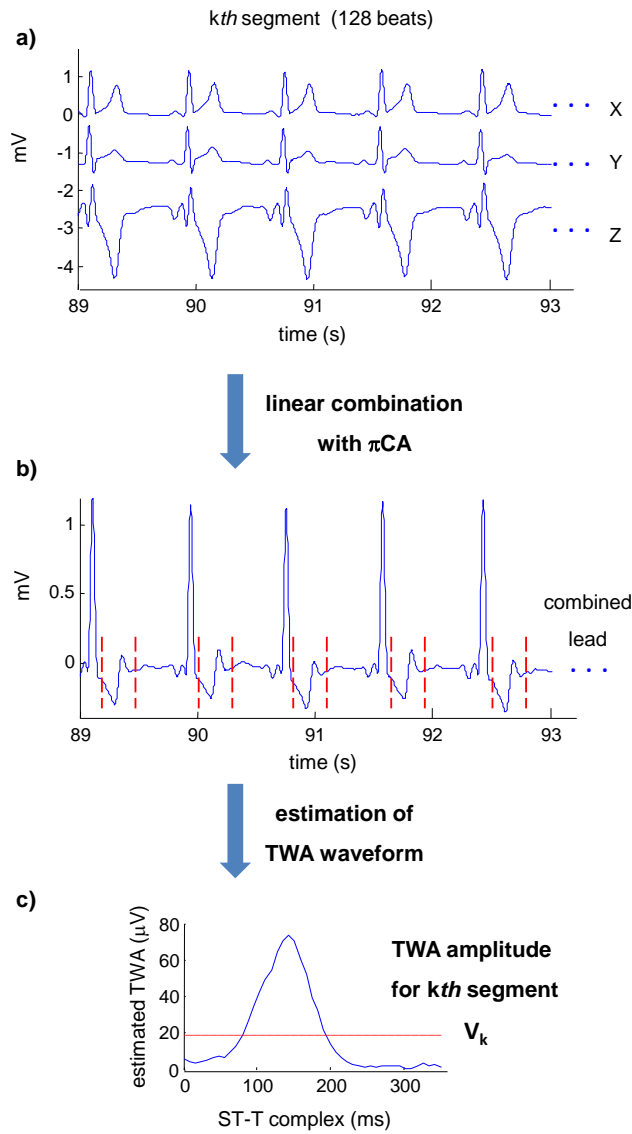 kth segment (128 beats)
a)
1
0
-1
-2
-3
-4
mV
X
Y
Z
89 90 91 92 93
time (s)
linear combination
with πCA
b)
1
0.5
0
mV
combined
lead
89 90 91 92 93
time (s)
estimation of
TWA waveform
c)
80
60
40
20
0
estimated TWA (μV)
TWA amplitude
for kth segment
V_k
0 100 200 300
ST-T complex (ms)